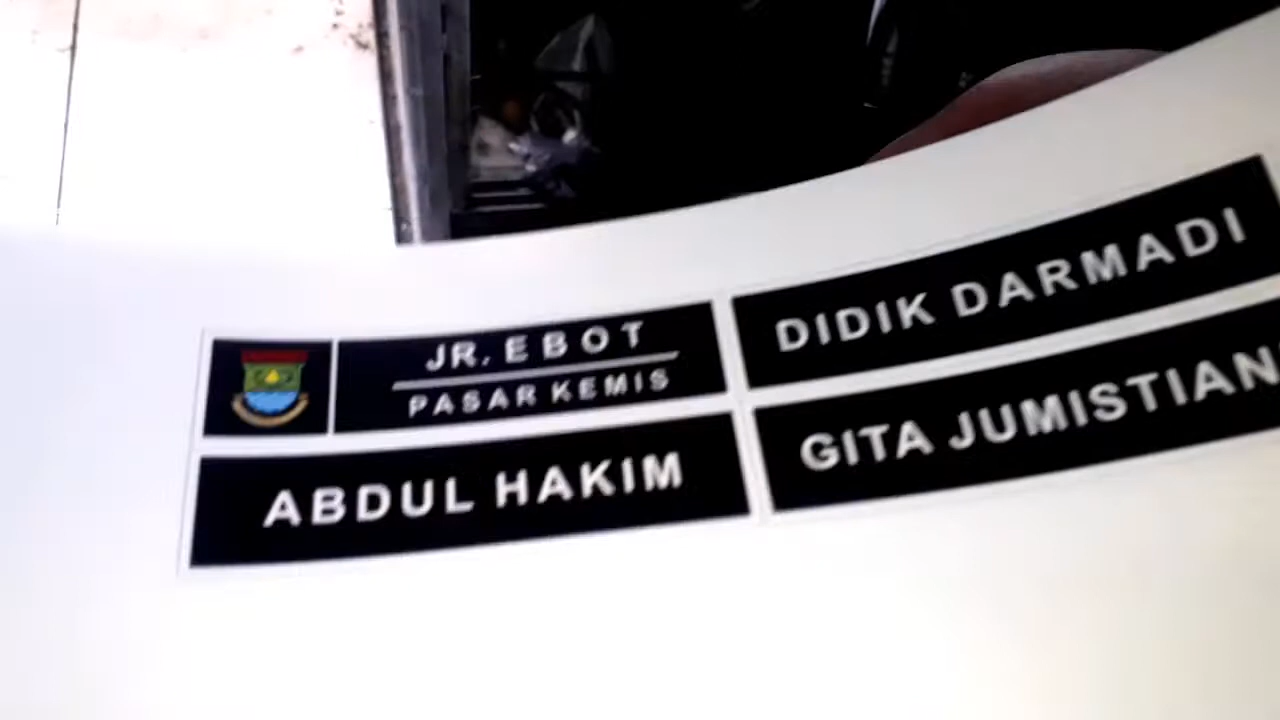 JR. EBOT
PASAR KEMIS
DIDIK DARMADI
ABDUL HAKIM
GITA JUMISTIAN